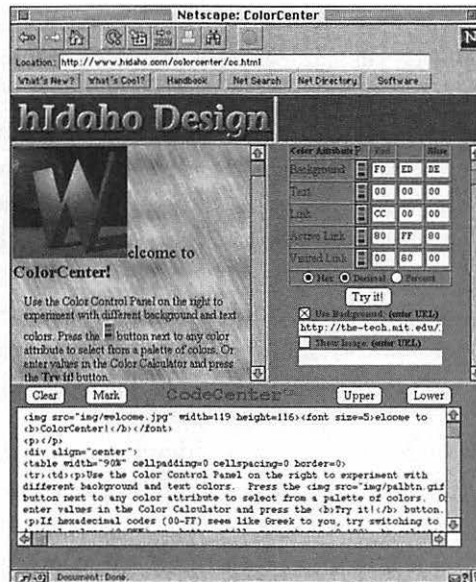 Netscape: ColorCenter
Location: http://www.hidaho.com/colorcenter/cc.html
What's New? What's Cool? Handbook Net Search Net Directory Software
hIdaho Design
Color Attribute Blue
Background F0 ED DE
Text 00 00 00
Link CC 00 00
Active Link 80 FF 80
Visited Link 00 80 00
Hex Decimal Percent
Try it!
Use Background: (enter URL)
http://the-tech.mit.edu/
Show Image: (enter URL)
W
elcome to
ColorCenter!
Use the Color Control Panel on the right to
experiment with different background and text
colors. Press the button next to any color
attribute to select from a palette of colors. Or
enter values in the Color Calculator and press
the Try it! button.
Clear Mark CodeCenter™ Upper Lower
<img src="img/welcome.jpg" width=119 height=116><font size=5>elcome to
<b>ColorCenter!</b></font>
<p></p>
<div align="center">
<table width="90%" cellpadding=0 cellspacing=0 border=0>
<tr><td><p>Use the Color Control Panel on the right to experiment with
different background and text colors. Press the <img src="img/palbtn.gif
button next to any color attribute to select from a palette of colors. O
enter values in the Color Calculator and press the <b>Try it!</b> button.
<p>If hexadecimal codes (00-FF) seem like Greek to you, try switching to
Document: Done.